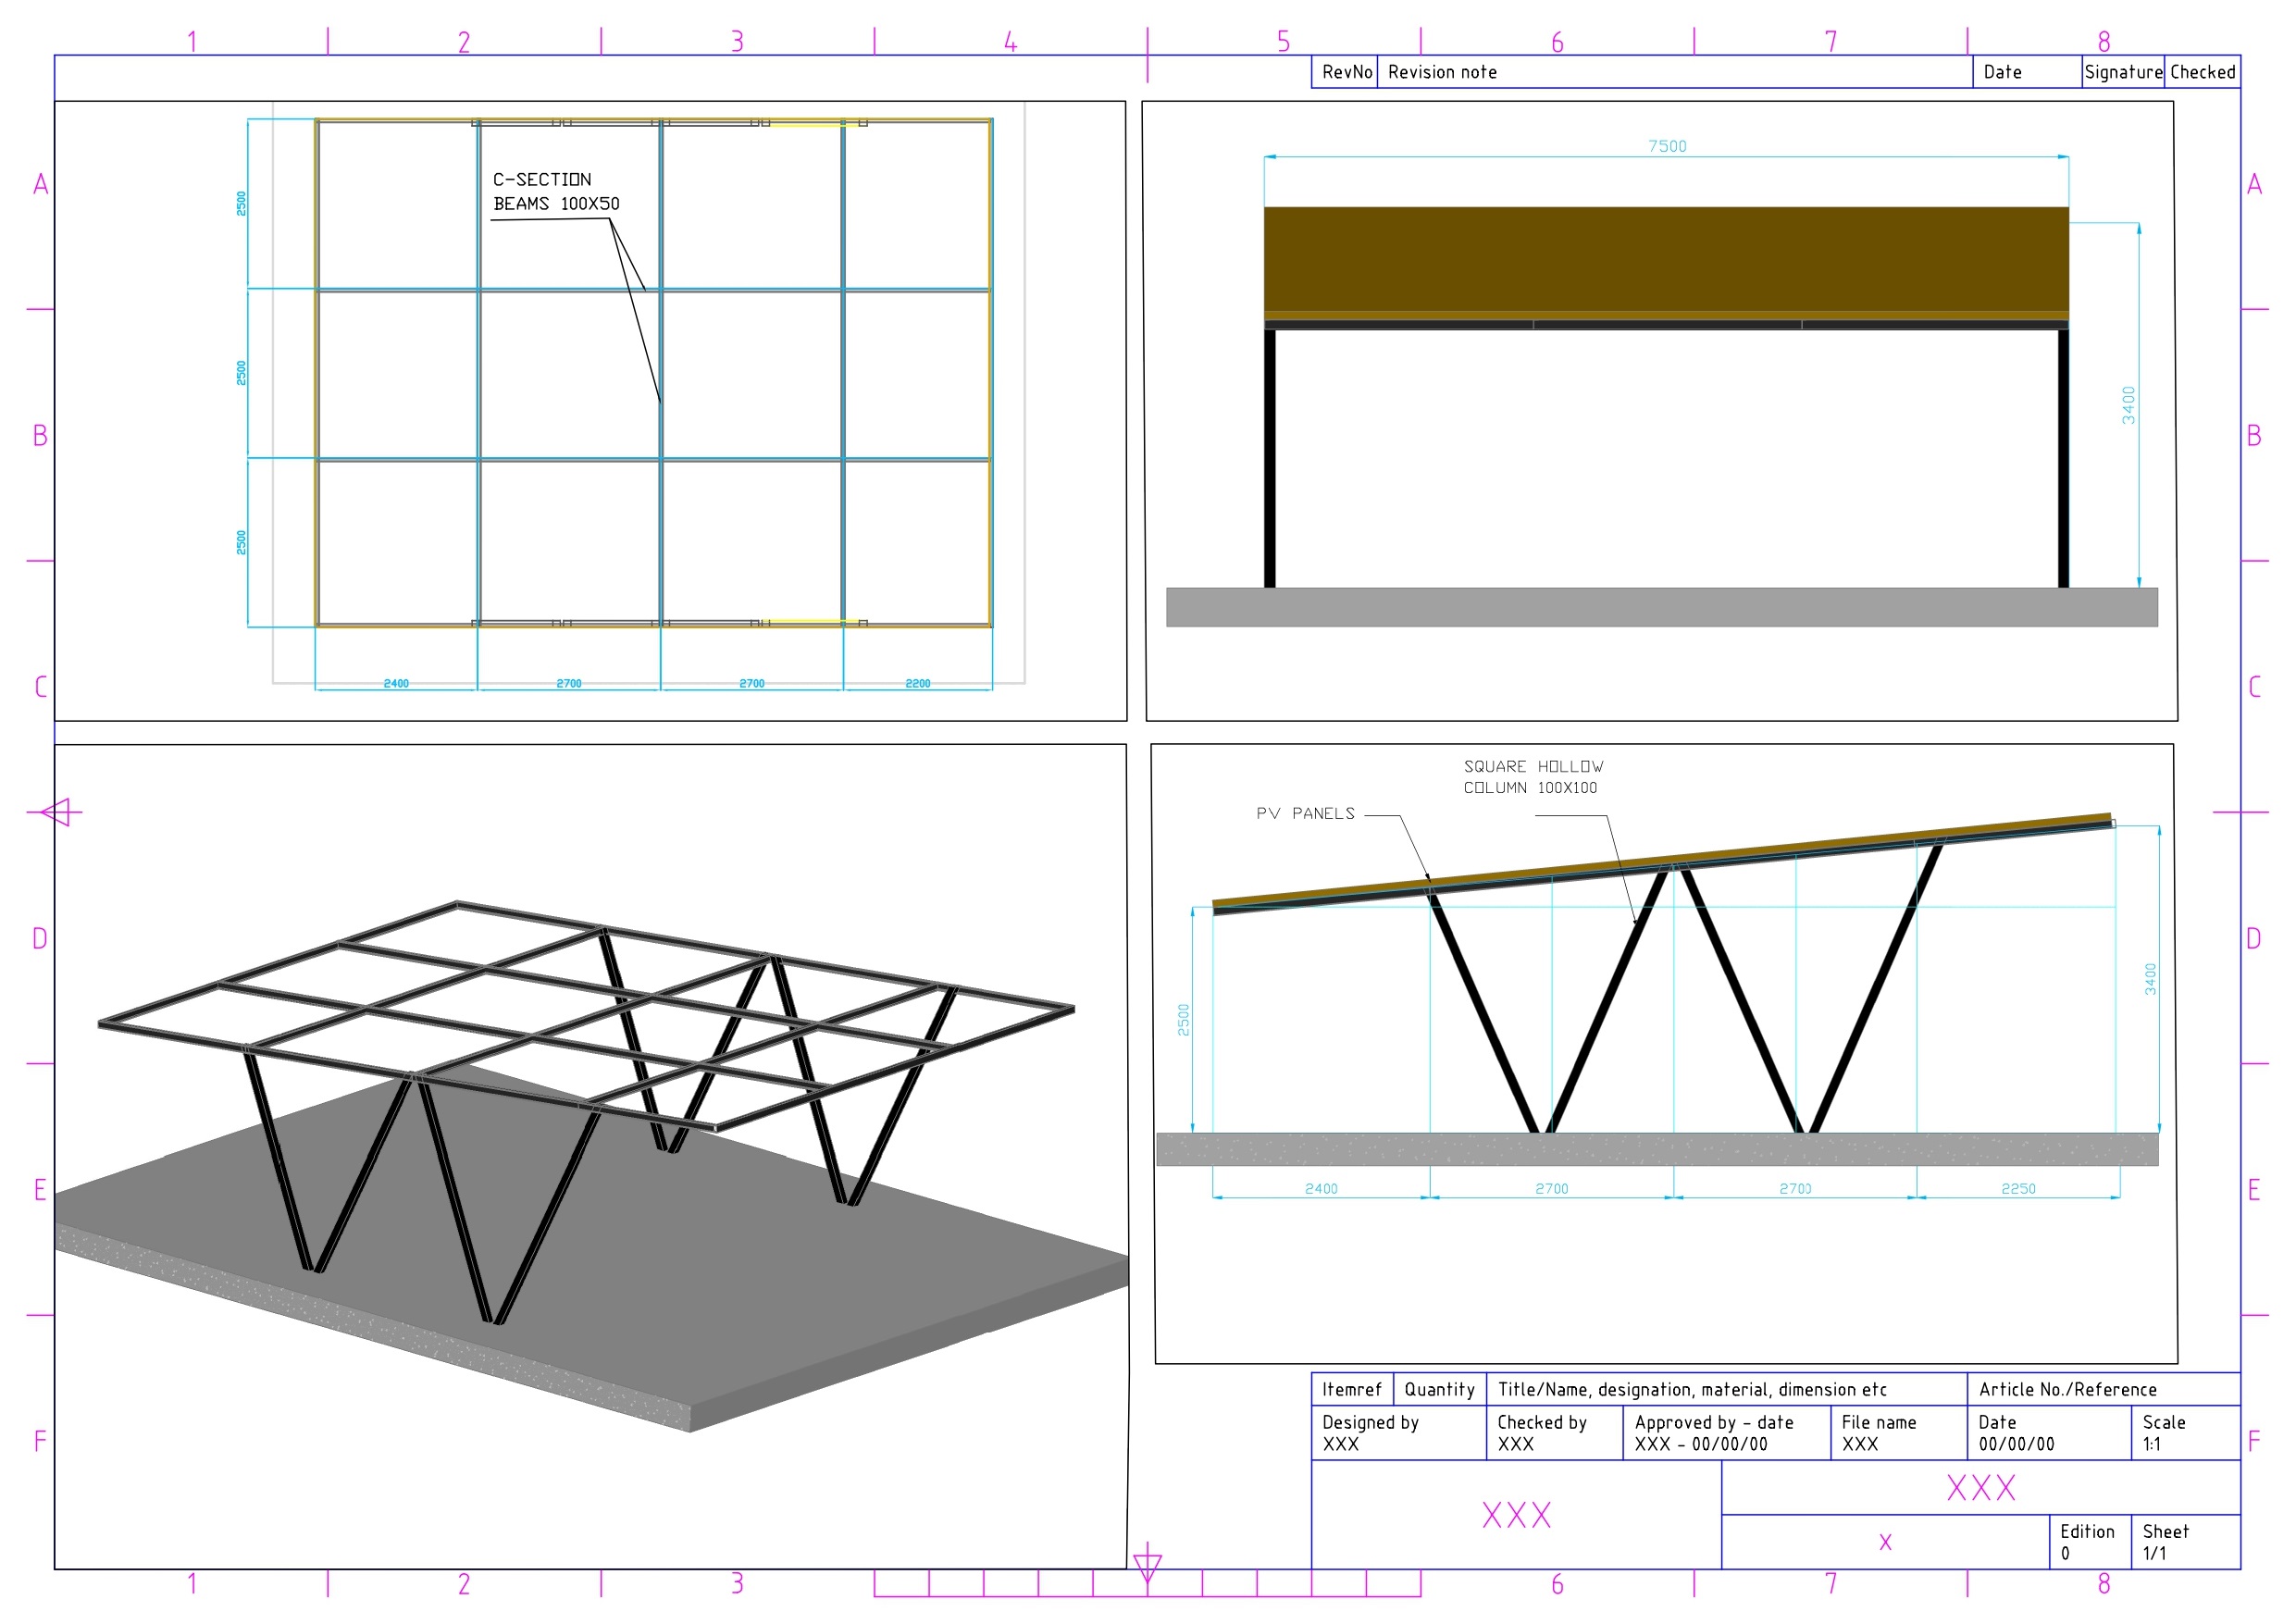 1 2 3 4 5 6 7 8
RevNo Revision note Date Signature Checked
A
A
C-SECTION
BEAMS 100X50
2500
2500
2500
2400 2700 2700 2200
7500
3400
B
B
C
C
SQUARE HOLLOW
COLUMN 100X100
PV PANELS
2500
3400
2400 2700 2700 2250
D
D
E
E
F
F
Itemref Quantity Title/Name, designation, material, dimension etc Article No./Reference
Designed by Checked by Approved by - date File name Date Scale
XXX XXX XXX - 00/00/00 XXX 00/00/00 1:1
XXX
XXX
X
Edition Sheet
0 1/1
1 2 3 6 7 8